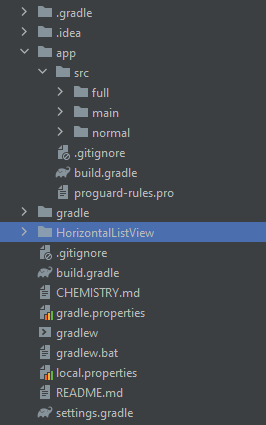 .gradle
.idea
app
src
full
main
normal
.gitignore
build.gradle
proguard-rules.pro
gradle
HorizontalListView
.gitignore
build.gradle
CHEMISTRY.md
gradle.properties
gradlew
gradlew.bat
local.properties
README.md
settings.gradle